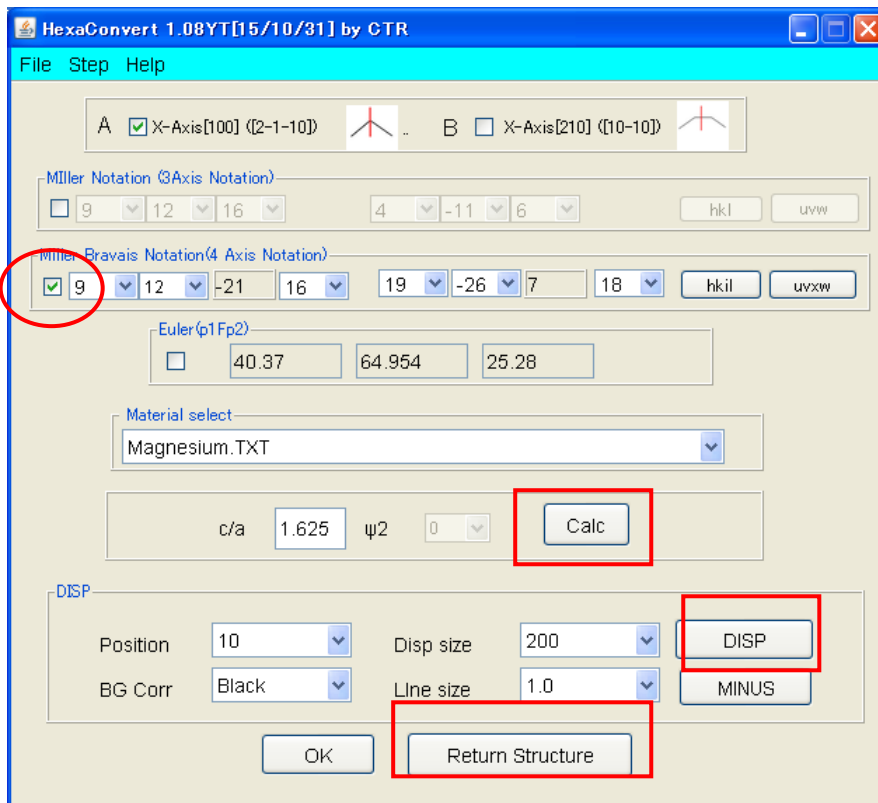 HexaConvert 1.08YT[15/10/31] by CTR
File Step Help
A X-Axis[100] ([2-1-10]) .. B X-Axis[210] ([10-10])
MIller Notation (3Axis Notation)
9 12 16 4 -11 6 hkl uvw
Miller Bravais Notation(4 Axis Notation)
9 12 -21 16 19 -26 7 18 hkil uvxw
Euler(p1Fp2)
40.37 64.954 25.28
Material select
Magnesium.TXT
c/a 1.625 ψ2 0 Calc
DISP
Position 10 Disp size 200 DISP
BG Corr Black LIne size 1.0 MINUS
OK Return Structure